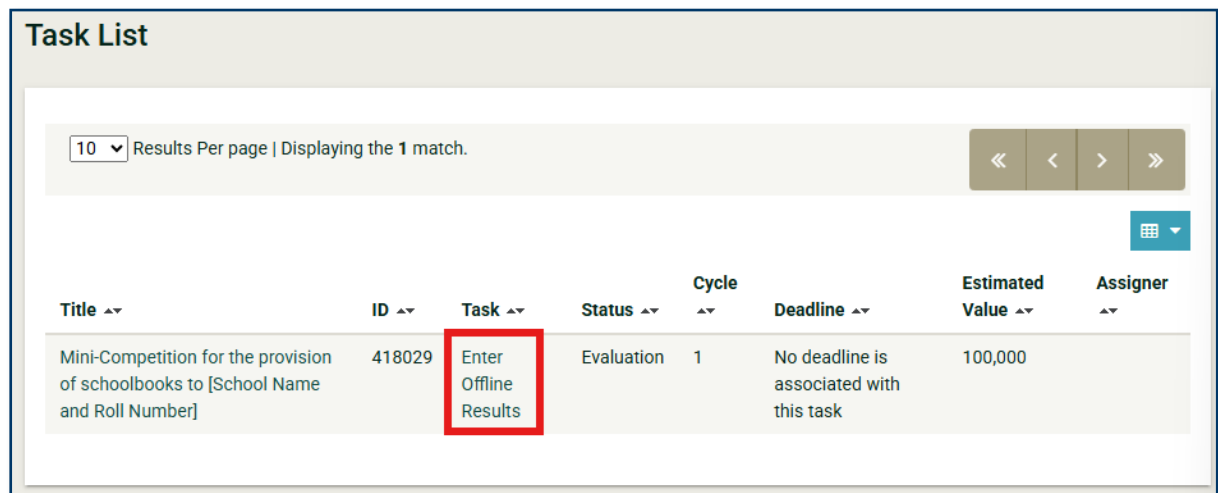 Task List
10 Results Per page | Displaying the 1 match.
« < > »
Title ID Task Status Cycle Deadline Estimated Value Assigner
Mini-Competition for the provision of schoolbooks to [School Name and Roll Number] 418029 Enter Offline Results Evaluation 1 No deadline is associated with this task 100,000